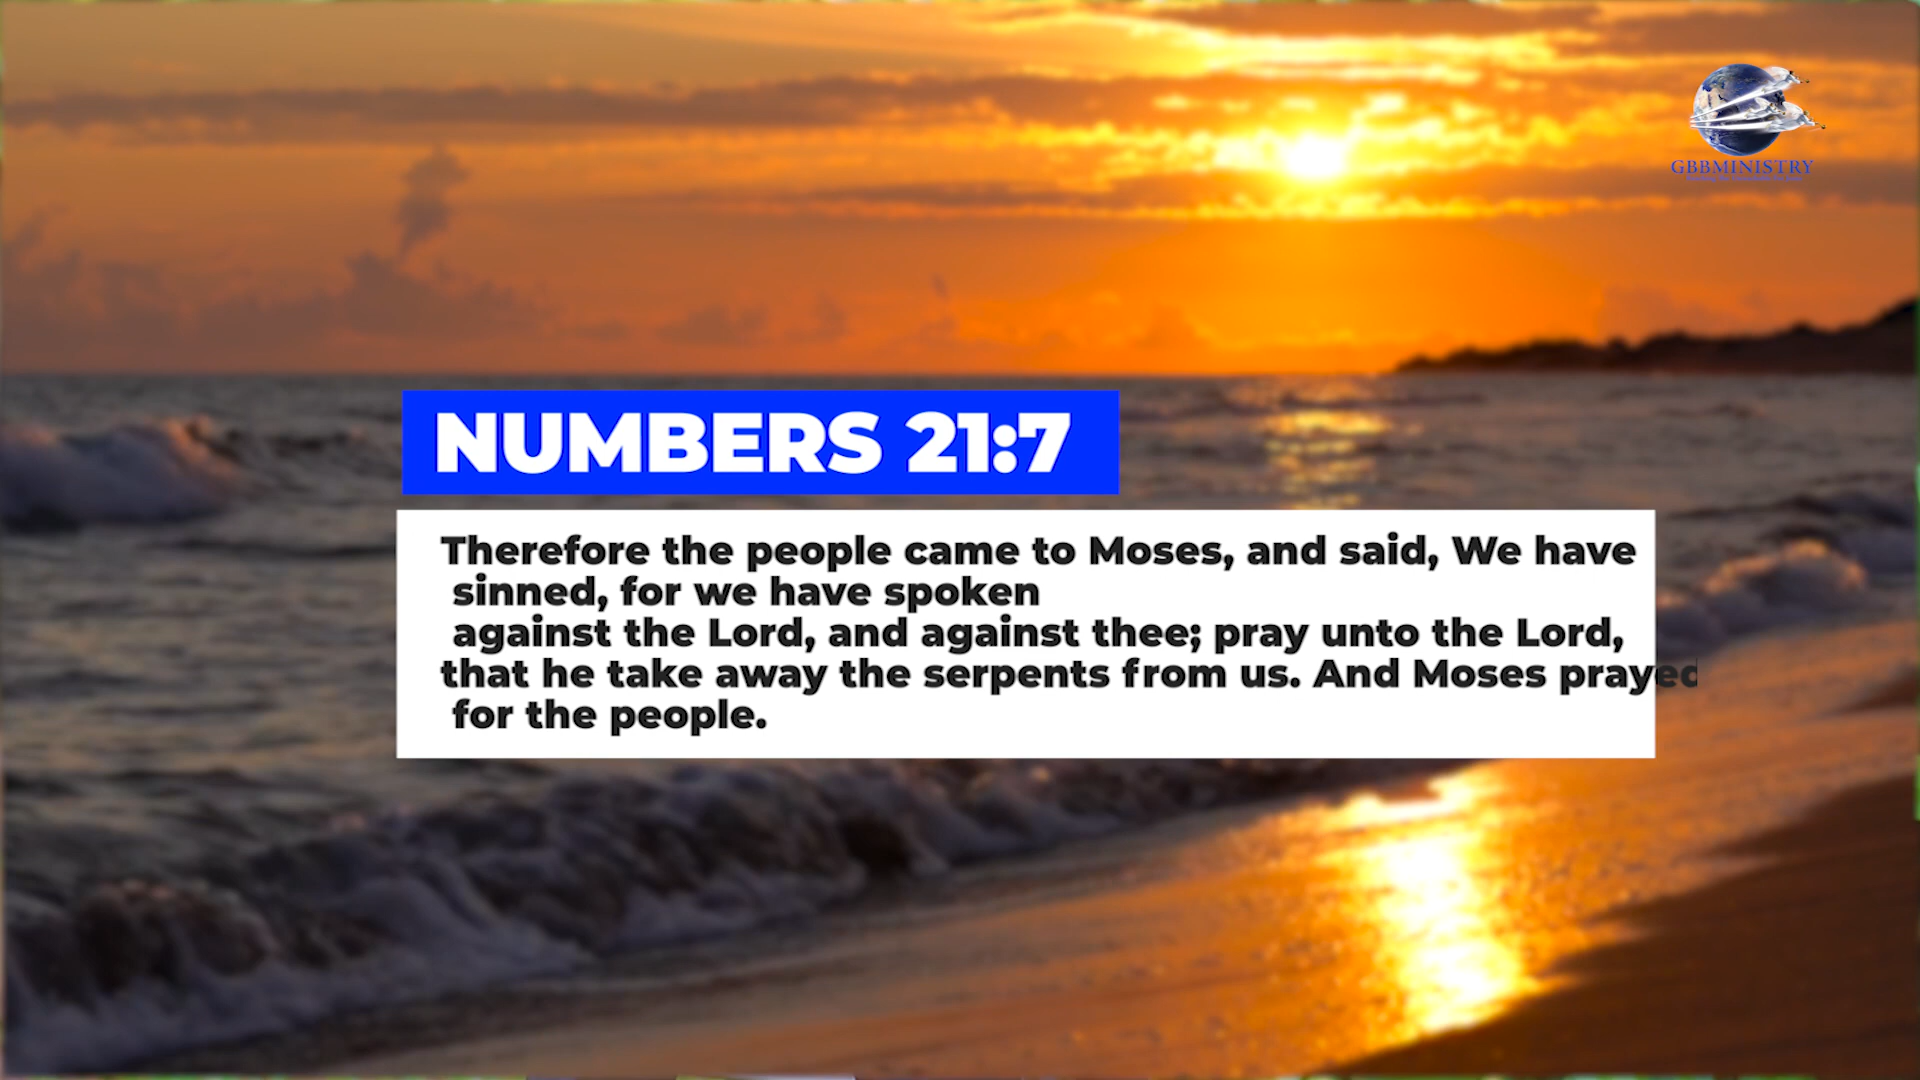 GBBMINISTRY
NUMBERS 21:7
Therefore the people came to Moses, and said, We have
sinned, for we have spoken
against the Lord, and against thee; pray unto the Lord,
that he take away the serpents from us. And Moses prayed
for the people.